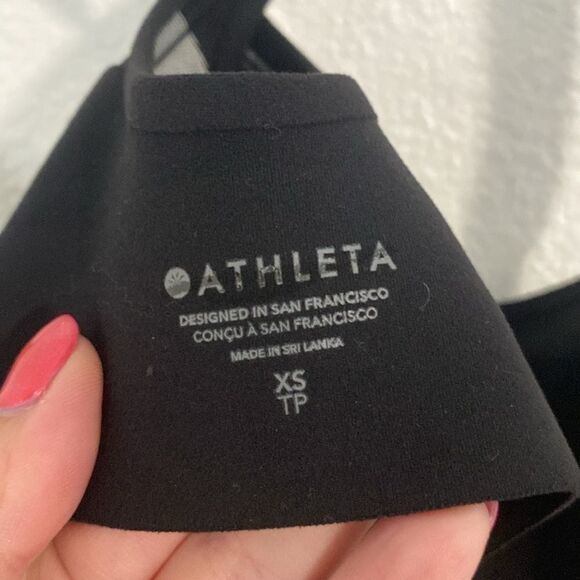 ATHLETA
DESIGNED IN SAN FRANCISCO
CONÇU À SAN FRANCISCO
MADE IN SRI LANKA
XS
TP